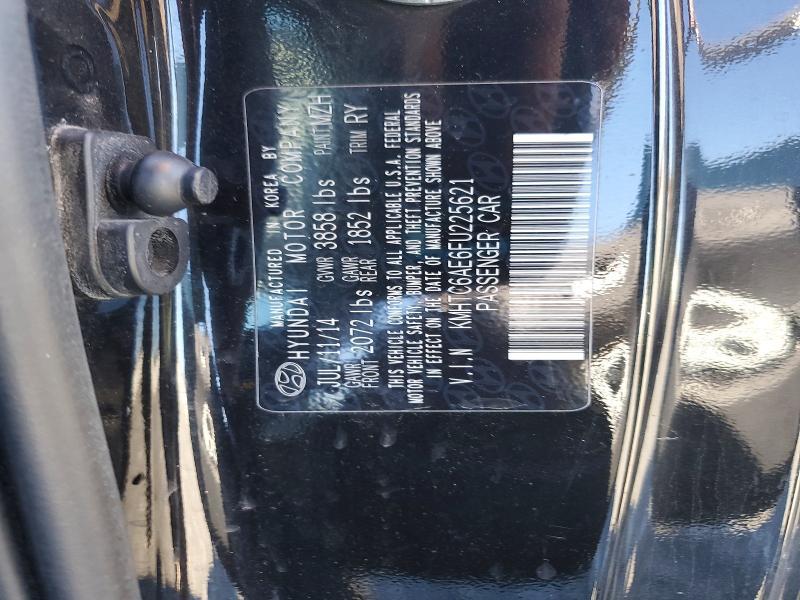 MANUFACTURED IN KOREA BY
HYUNDAI MOTOR COMPANY
JUL/11/14 GVWR 3858 lbs PAINT NZH
GAWR FRONT 2072 lbs GAWR REAR 1852 lbs TRIM RY
THIS VEHICLE CONFORMS TO ALL APPLICABLE U.S.A. FEDERAL
MOTOR VEHICLE SAFETY, BUMPER, AND THEFT PREVENTION STANDARDS
IN EFFECT ON THE DATE OF MANUFACTURE SHOWN ABOVE
V.I.N KMHTC6AE6FU225621
PASSENGER CAR